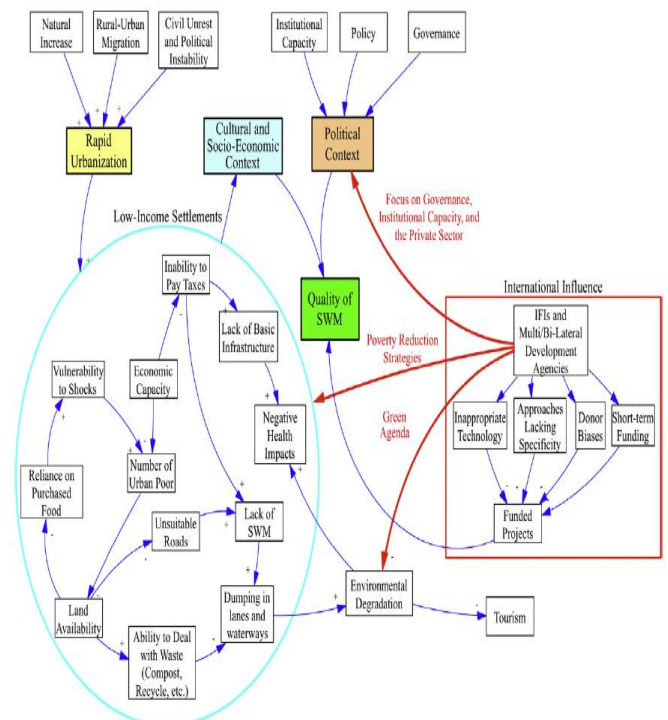 Natural
Increase
Rural-Urban
Migration
Civil Unrest
and Political
Instability
Institutional
Capacity
Policy
Governance
Rapid
Urbanization
Cultural and
Socio-Economic
Context
Political
Context
Focus on Governance,
Institutional Capacity, and
the Private Sector
Low-Income Settlements
Inability to
Pay Taxes
Quality of
SWM
International Influence
IFIs and
Multi/Bi-Lateral
Development
Agencies
Lack of Basic
Infrastructure
Poverty Reduction
Strategies
Vulnerability
to Shocks
Economic
Capacity
Negative
Health
Impacts
Green
Agenda
Inappropriate
Technology
Approaches
Lacking
Specificity
Donor
Biases
Short-term
Funding
Reliance on
Purchased
Food
Number of
Urban Poor
Unsuitable
Roads
Lack of
SWM
Funded
Projects
Land
Availability
Ability to Deal
with Waste
(Compost,
Recycle, etc.)
Dumping in
lanes and
waterways
Environmental
Degradation
Tourism